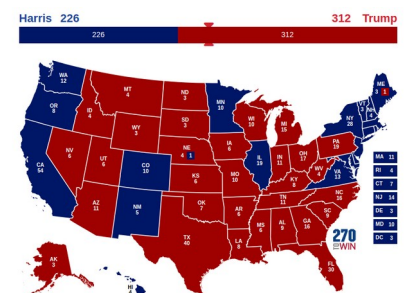 Harris 226
312 Trump
226
312
WA
12
OR
8
CA
54
NV
6
ID
4
MT
4
WY
3
UT
6
AZ
11
CO
10
NM
5
ND
3
SD
3
NE
4 1
KS
6
OK
7
TX
40
MN
10
IA
6
MO
10
AR
6
LA
8
WI
10
IL
19
MI
15
IN
11
OH
17
KY
8
TN
11
MS
6
AL
9
GA
16
FL
30
SC
9
NC
16
VA
13
WV
4
PA
19
NY
28
VT
3
NH
4
ME
3 1
MA 11
RI 4
CT 7
NJ 14
DE 3
MD 10
DC 3
AK
3
HI
4
270
TO
WIN